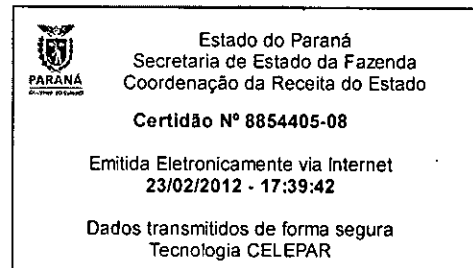 Estado do Paraná
Secretaria de Estado da Fazenda
PARANÁ
Coordenação da Receita do Estado
Certidão Nº 8854405-08
Emitida Eletronicamente via Internet
23/02/2012 - 17:39:42
Dados transmitidos de forma segura
Tecnologia CELEPAR